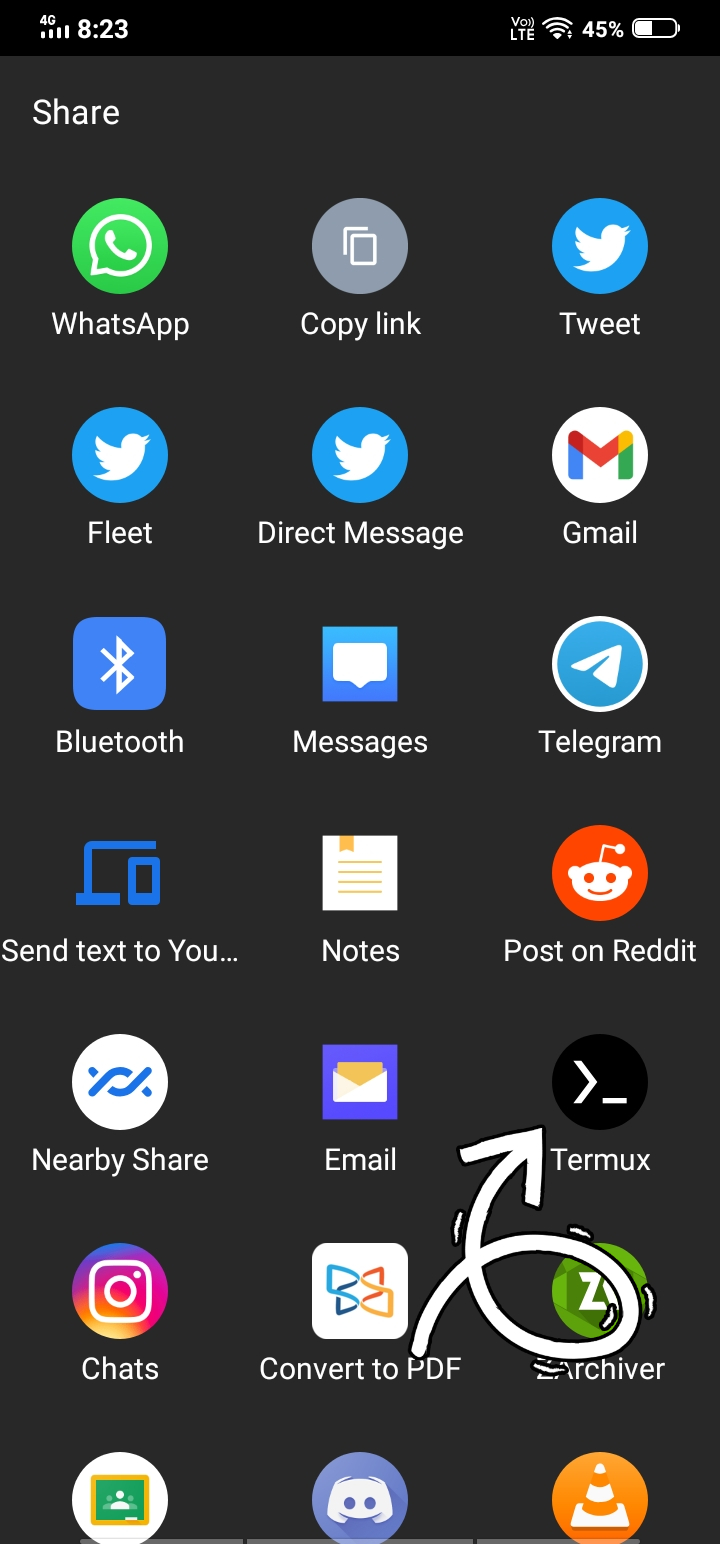 4G 8:23 Vo)) LTE 45%
Share
WhatsApp Copy link Tweet
Fleet Direct Message Gmail
Bluetooth Messages Telegram
Send text to You... Notes Post on Reddit
Nearby Share Email Termux
Chats Convert to PDF ZArchiver